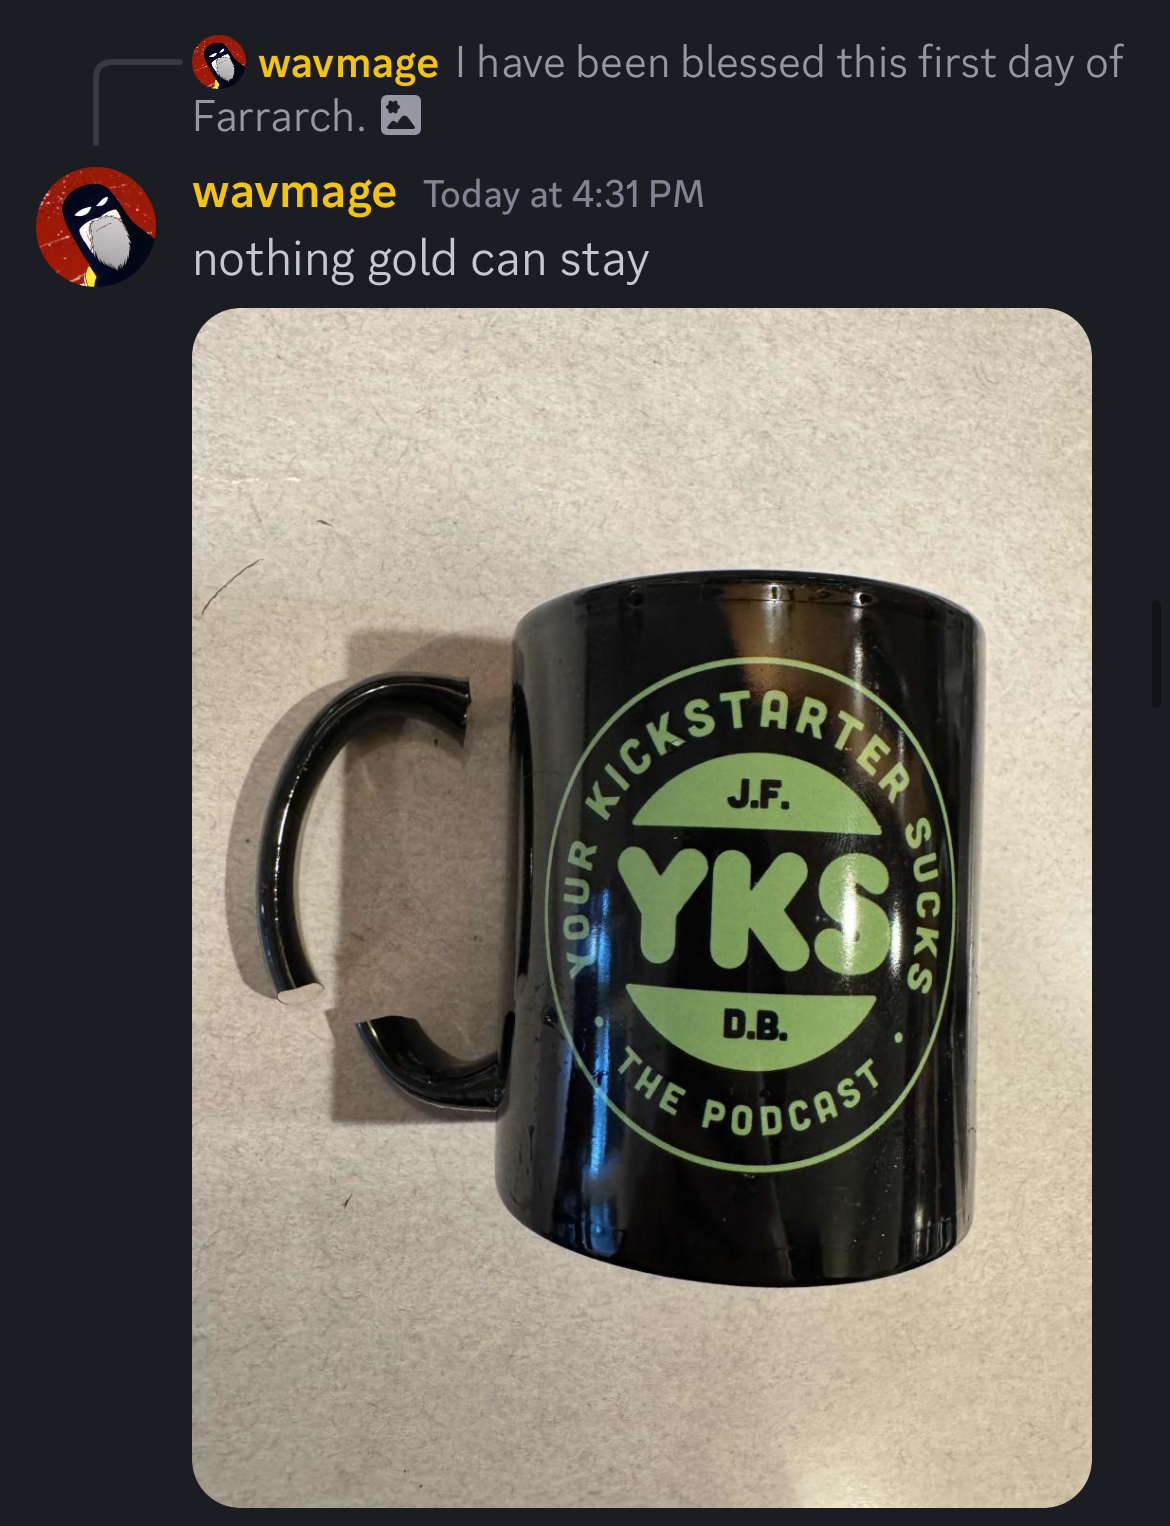 wavmage I have been blessed this first day of
Farrarch.
wavmage Today at 4:31 PM
nothing gold can stay
YOUR KICKSTARTER SUCKS
J.F.
YKS
D.B.
• THE PODCAST •